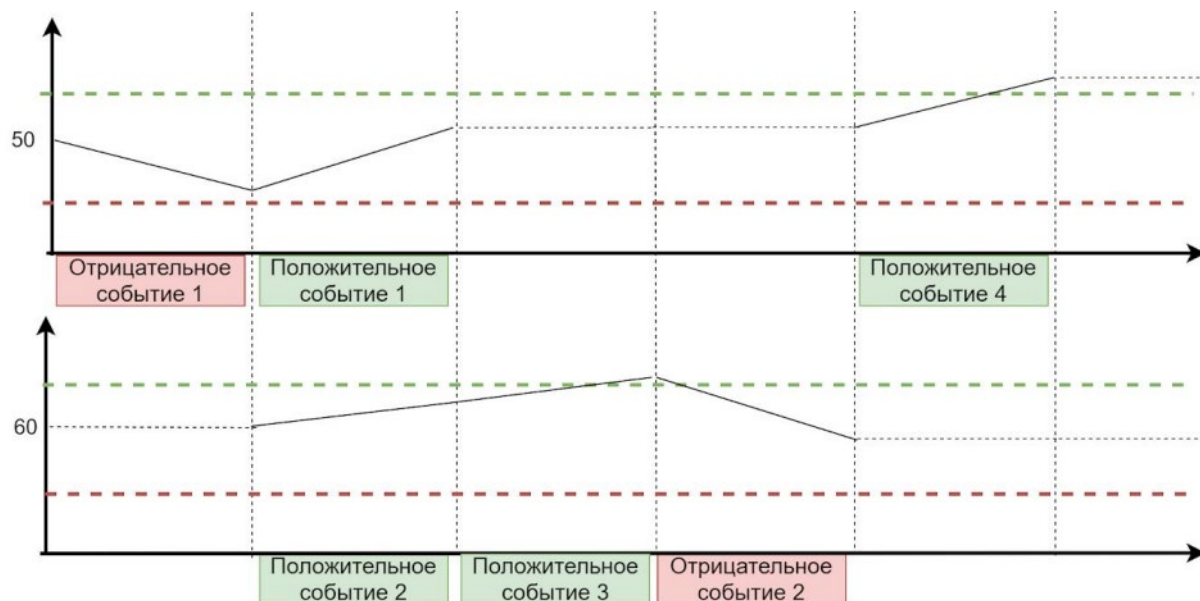 50
Отрицательное
событие 1
Положительное
событие 1
Положительное
событие 4
60
Положительное
событие 2
Положительное
событие 3
Отрицательное
событие 2